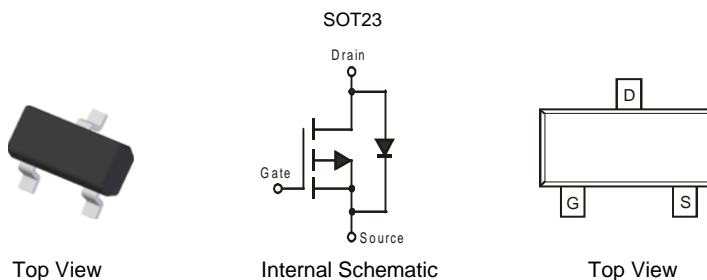 SOT23
Drain
D
Gate
G
S
Source
Top View
Internal Schematic
Top View